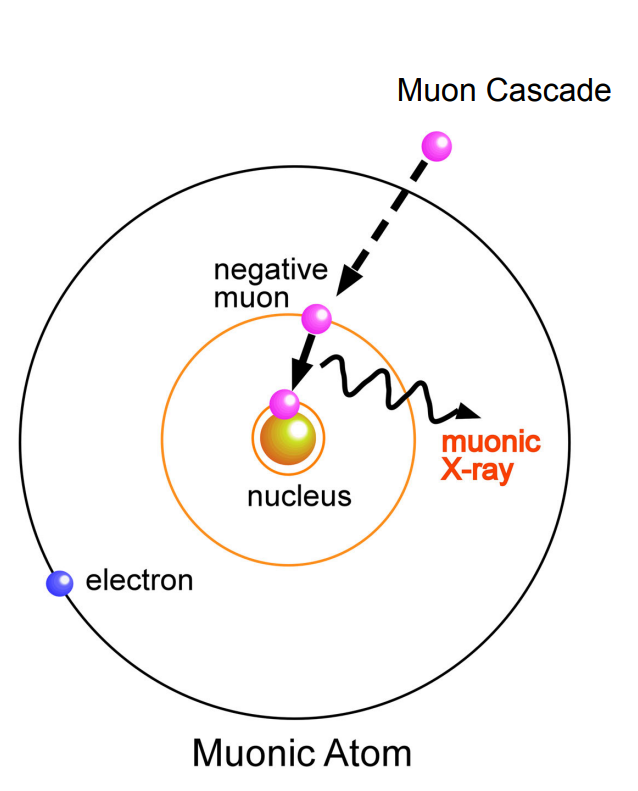 Muon Cascade
negative
muon
muonic
X-ray
nucleus
electron
Muonic Atom